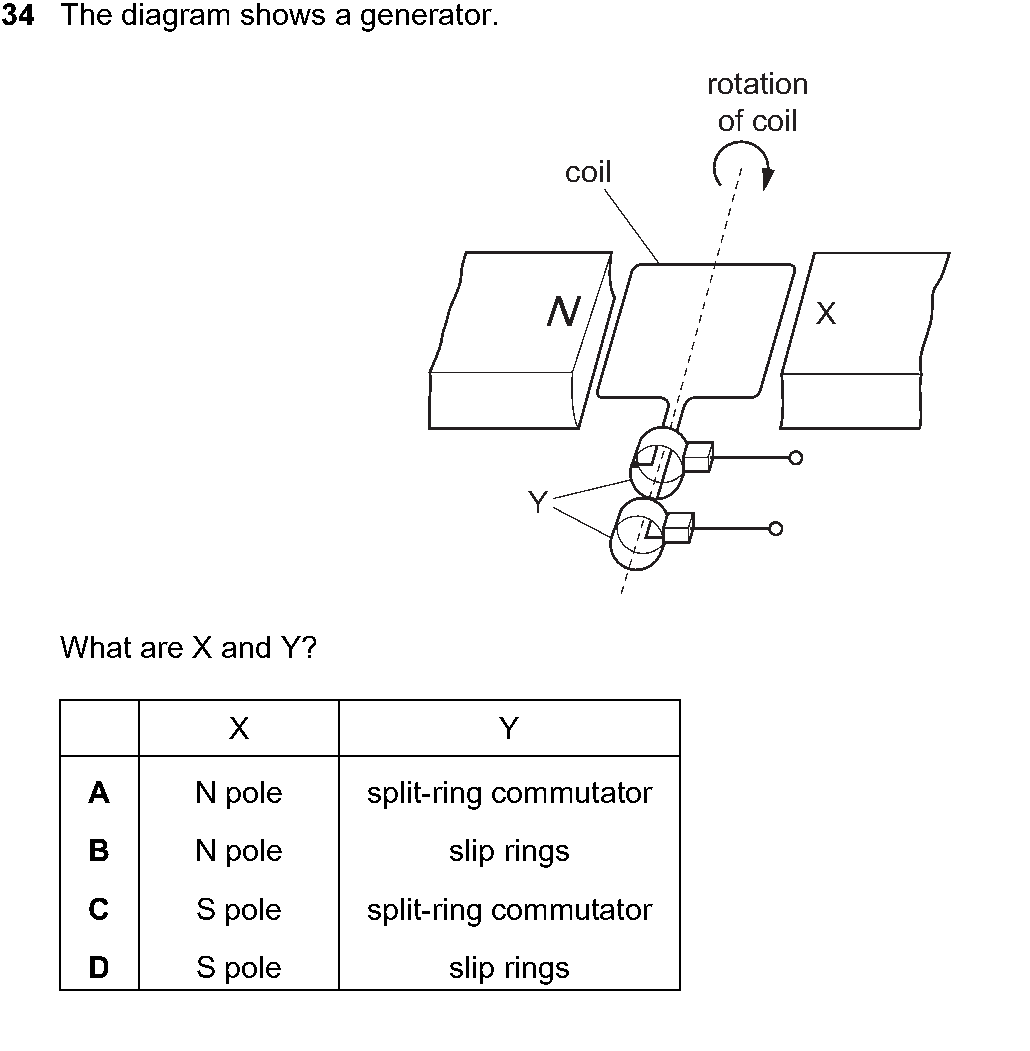 34 The diagram shows a generator.
rotation
of coil
coil
N
X
Y
What are X and Y?
X Y
A N pole split-ring commutator
B N pole slip rings
C S pole split-ring commutator
D S pole slip rings